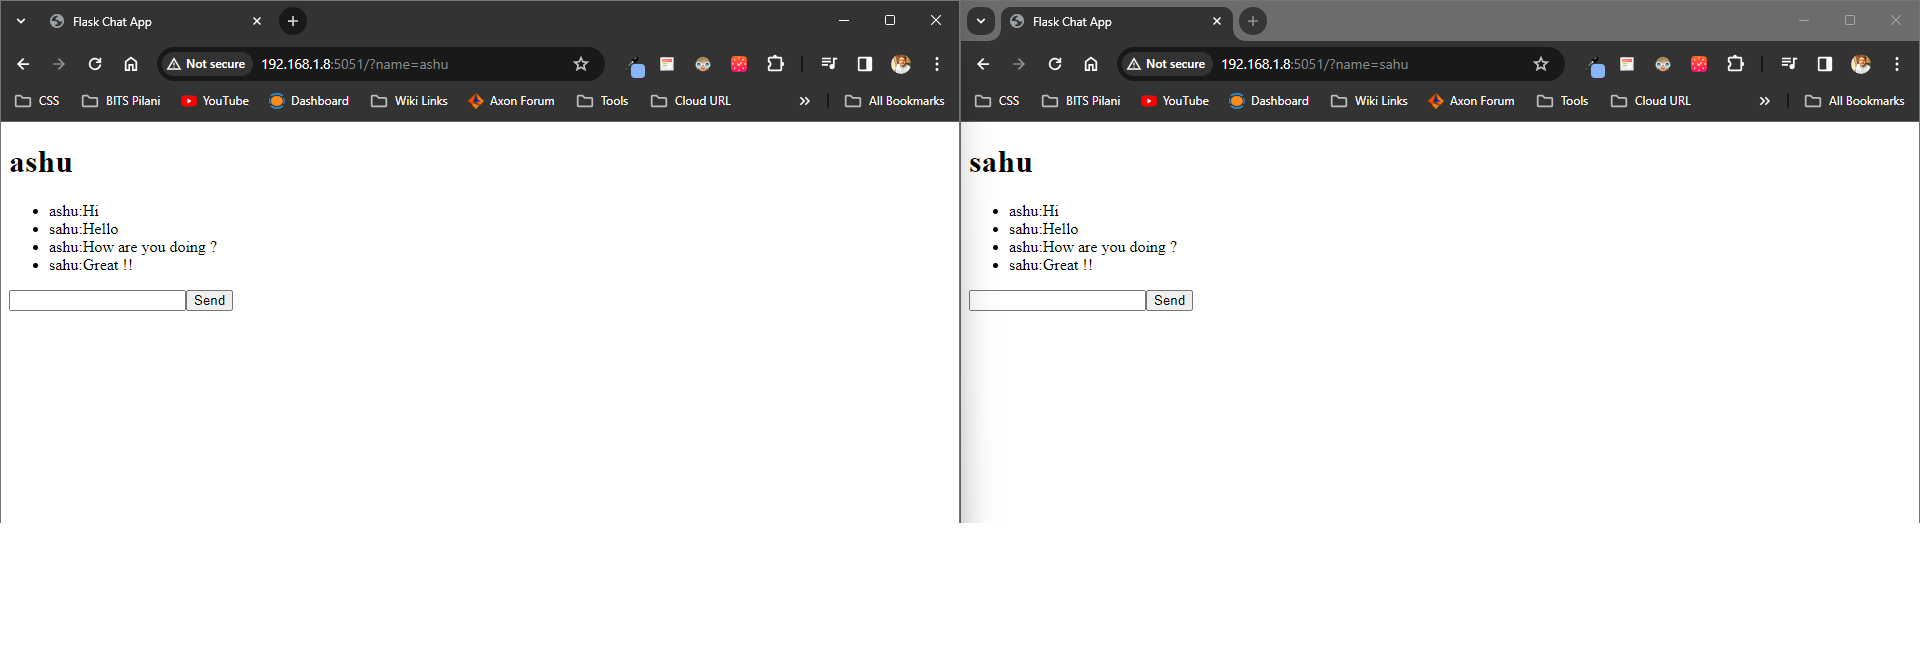 Flask Chat App
Not secure 192.168.1.8:5051/?name=ashu
CSS BITS Pilani YouTube Dashboard Wiki Links Axon Forum Tools Cloud URL » All Bookmarks
ashu
ashu:Hi
sahu:Hello
ashu:How are you doing ?
sahu:Great !!
Send
Flask Chat App
Not secure 192.168.1.8:5051/?name=sahu
CSS BITS Pilani YouTube Dashboard Wiki Links Axon Forum Tools Cloud URL » All Bookmarks
sahu
ashu:Hi
sahu:Hello
ashu:How are you doing ?
sahu:Great !!
Send